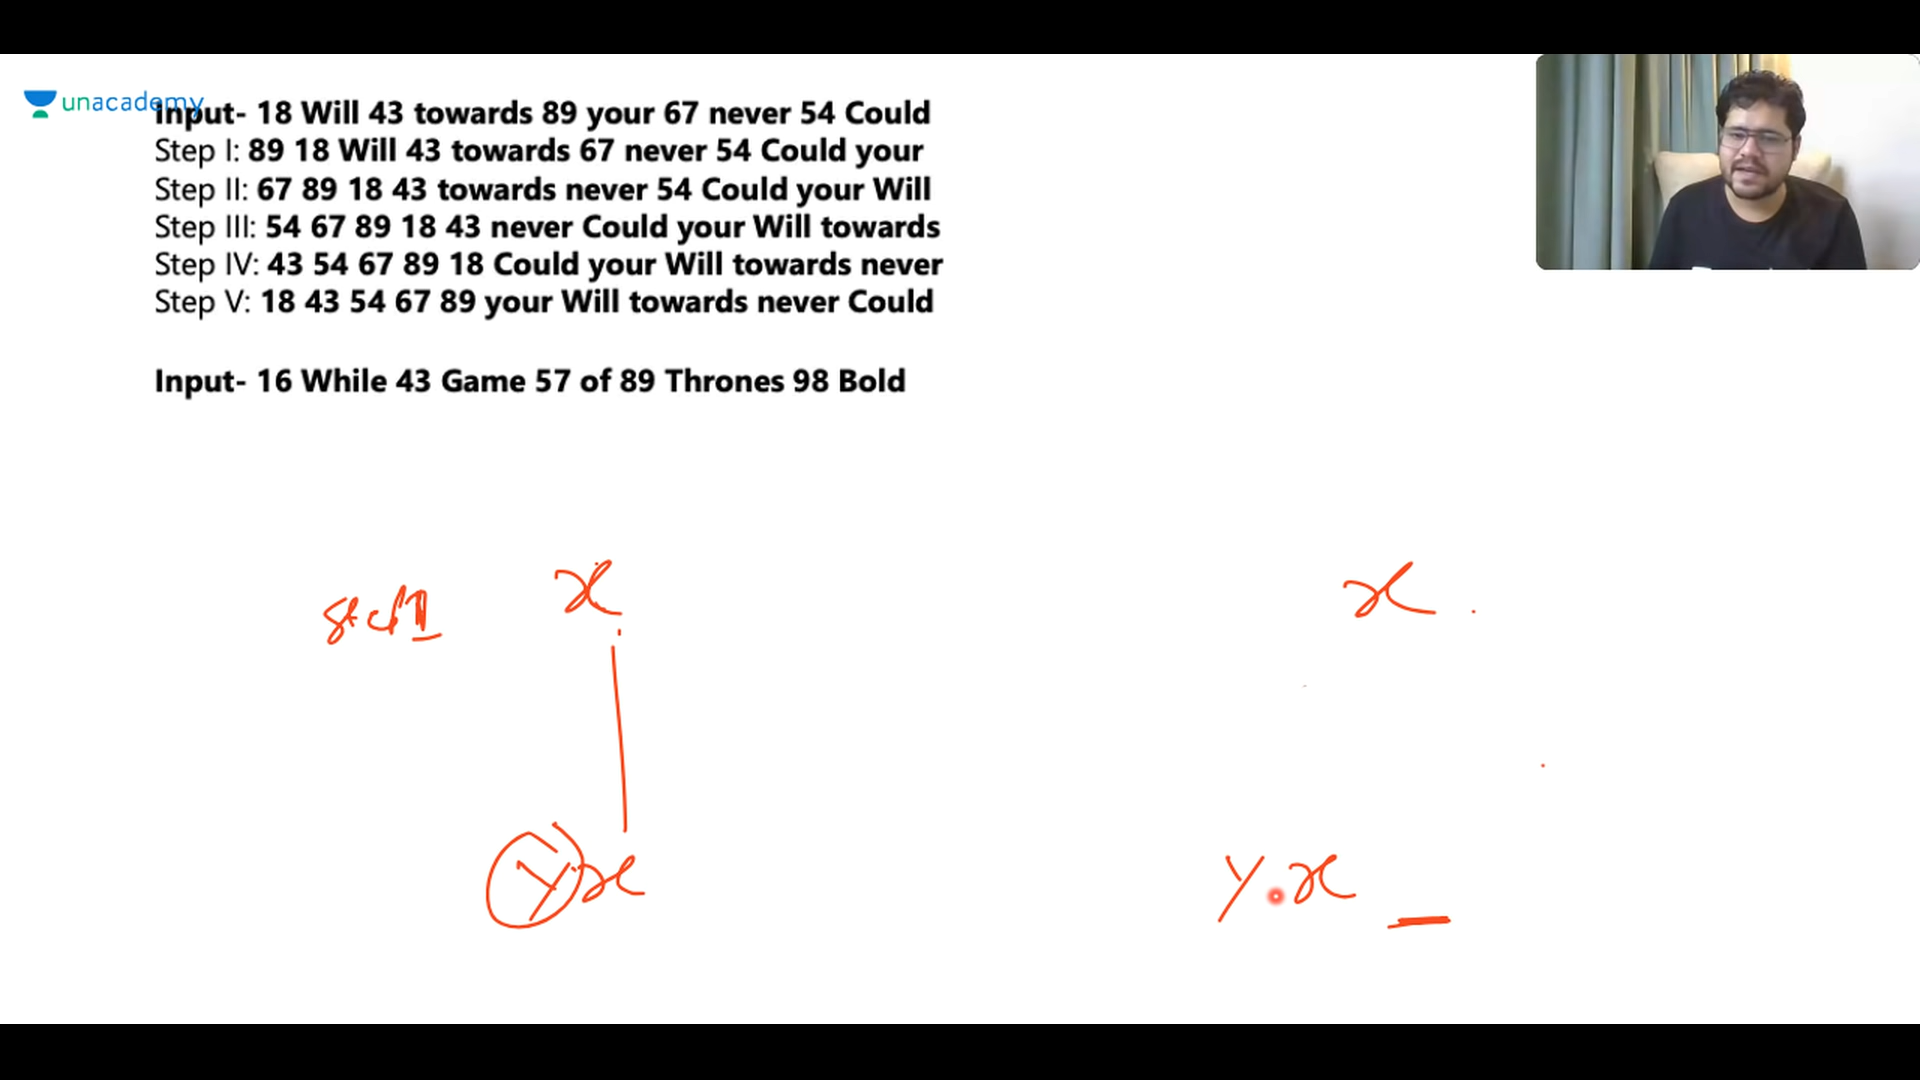 unacademy
Input- 18 Will 43 towards 89 your 67 never 54 Could
Step I: 89 18 Will 43 towards 67 never 54 Could your
Step II: 67 89 18 43 towards never 54 Could your Will
Step III: 54 67 89 18 43 never Could your Will towards
Step IV: 43 54 67 89 18 Could your Will towards never
Step V: 18 43 54 67 89 your Will towards never Could
Input- 16 While 43 Game 57 of 89 Thrones 98 Bold
x x
Y x Y x